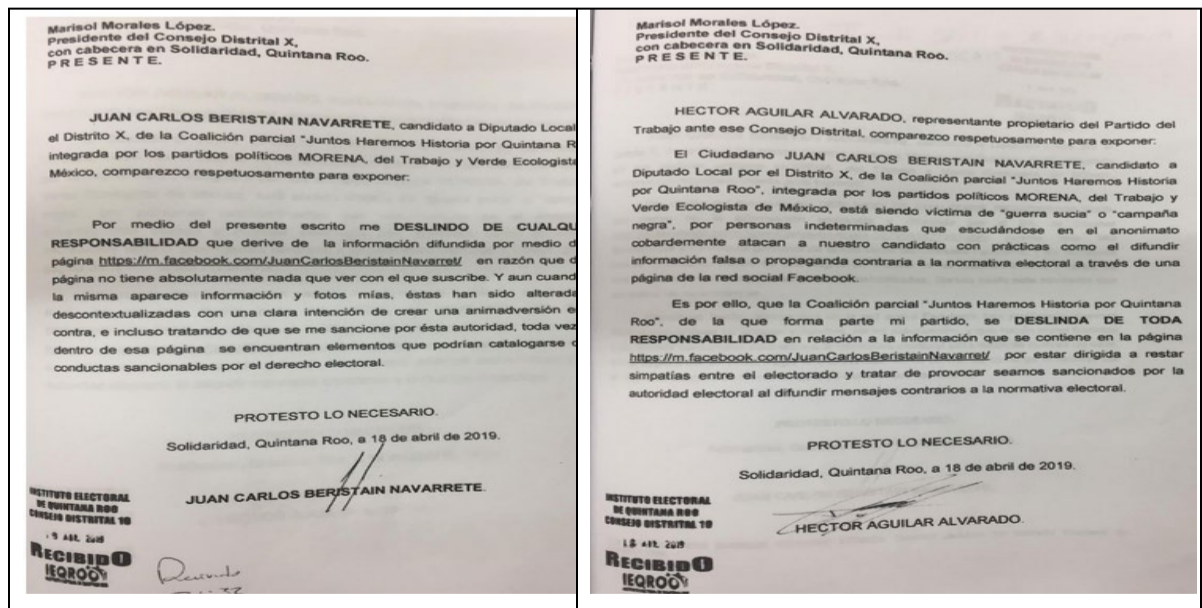 Marisol Morales López.
Presidente del Consejo Distrital X,
con cabecera en Solidaridad, Quintana Roo.
P R E S E N T E.
JUAN CARLOS BERISTAIN NAVARRETE, candidato a Diputado Local
el Distrito X, de la Coalición parcial "Juntos Haremos Historia por Quintana R
integrada por los partidos políticos MORENA, del Trabajo y Verde Ecologista
México, comparezco respetuosamente para exponer:
Por medio del presente escrito me DESLINDO DE CUALQU
RESPONSABILIDAD que derive de la información difundida por medio d
página https://m.facebook.com/JuanCarlosBeristainNavarret/ en razón que d
página no tiene absolutamente nada que ver con el que suscribe. Y aun cuand
la misma aparece información y fotos mías, éstas han sido alterada
descontextualizadas con una clara intención de crear una animadversión e
contra, e incluso tratando de que se me sancione por ésta autoridad, toda vez
dentro de esa página se encuentran elementos que podrían catalogarse c
conductas sancionables por el derecho electoral.
PROTESTO LO NECESARIO.
Solidaridad, Quintana Roo, a 18 de abril de 2019.
JUAN CARLOS BERISTAIN NAVARRETE.
INSTITUTO ELECTORAL
DE QUINTANA ROO
CONSEJO DISTRITAL 10
ABR. 2019
RECIBIDO
IEQROO
Marisol Morales López.
Presidente del Consejo Distrital X,
con cabecera en Solidaridad, Quintana Roo.
P R E S E N T E.
HECTOR AGUILAR ALVARADO, representante propietario del Partido del
Trabajo ante ese Consejo Distrital, comparezco respetuosamente para exponer:
El Ciudadano JUAN CARLOS BERISTAIN NAVARRETE, candidato a
Diputado Local por el Distrito X, de la Coalición parcial "Juntos Haremos Historia
por Quintana Roo", integrada por los partidos políticos MORENA, del Trabajo y
Verde Ecologista de México, está siendo víctima de "guerra sucia" o "campaña
negra", por personas indeterminadas que escudándose en el anonimato
cobardemente atacan a nuestro candidato con prácticas como el difundir
información falsa o propaganda contraria a la normativa electoral a través de una
página de la red social Facebook.
Es por ello, que la Coalición parcial "Juntos Haremos Historia por Quintana
Roo", de la que forma parte mi partido, se DESLINDA DE TODA
RESPONSABILIDAD en relación a la información que se contiene en la página
https://m.facebook.com/JuanCarlosBeristainNavarret/ por estar dirigida a restar
simpatías entre el electorado y tratar de provocar seamos sancionados por la
autoridad electoral al difundir mensajes contrarios a la normativa electoral.
PROTESTO LO NECESARIO.
Solidaridad, Quintana Roo, a 18 de abril de 2019.
HECTOR AGUILAR ALVARADO.
INSTITUTO ELECTORAL
DE QUINTANA ROO
CONSEJO DISTRITAL 10
ABR. 2019
RECIBIDO
IEQROO